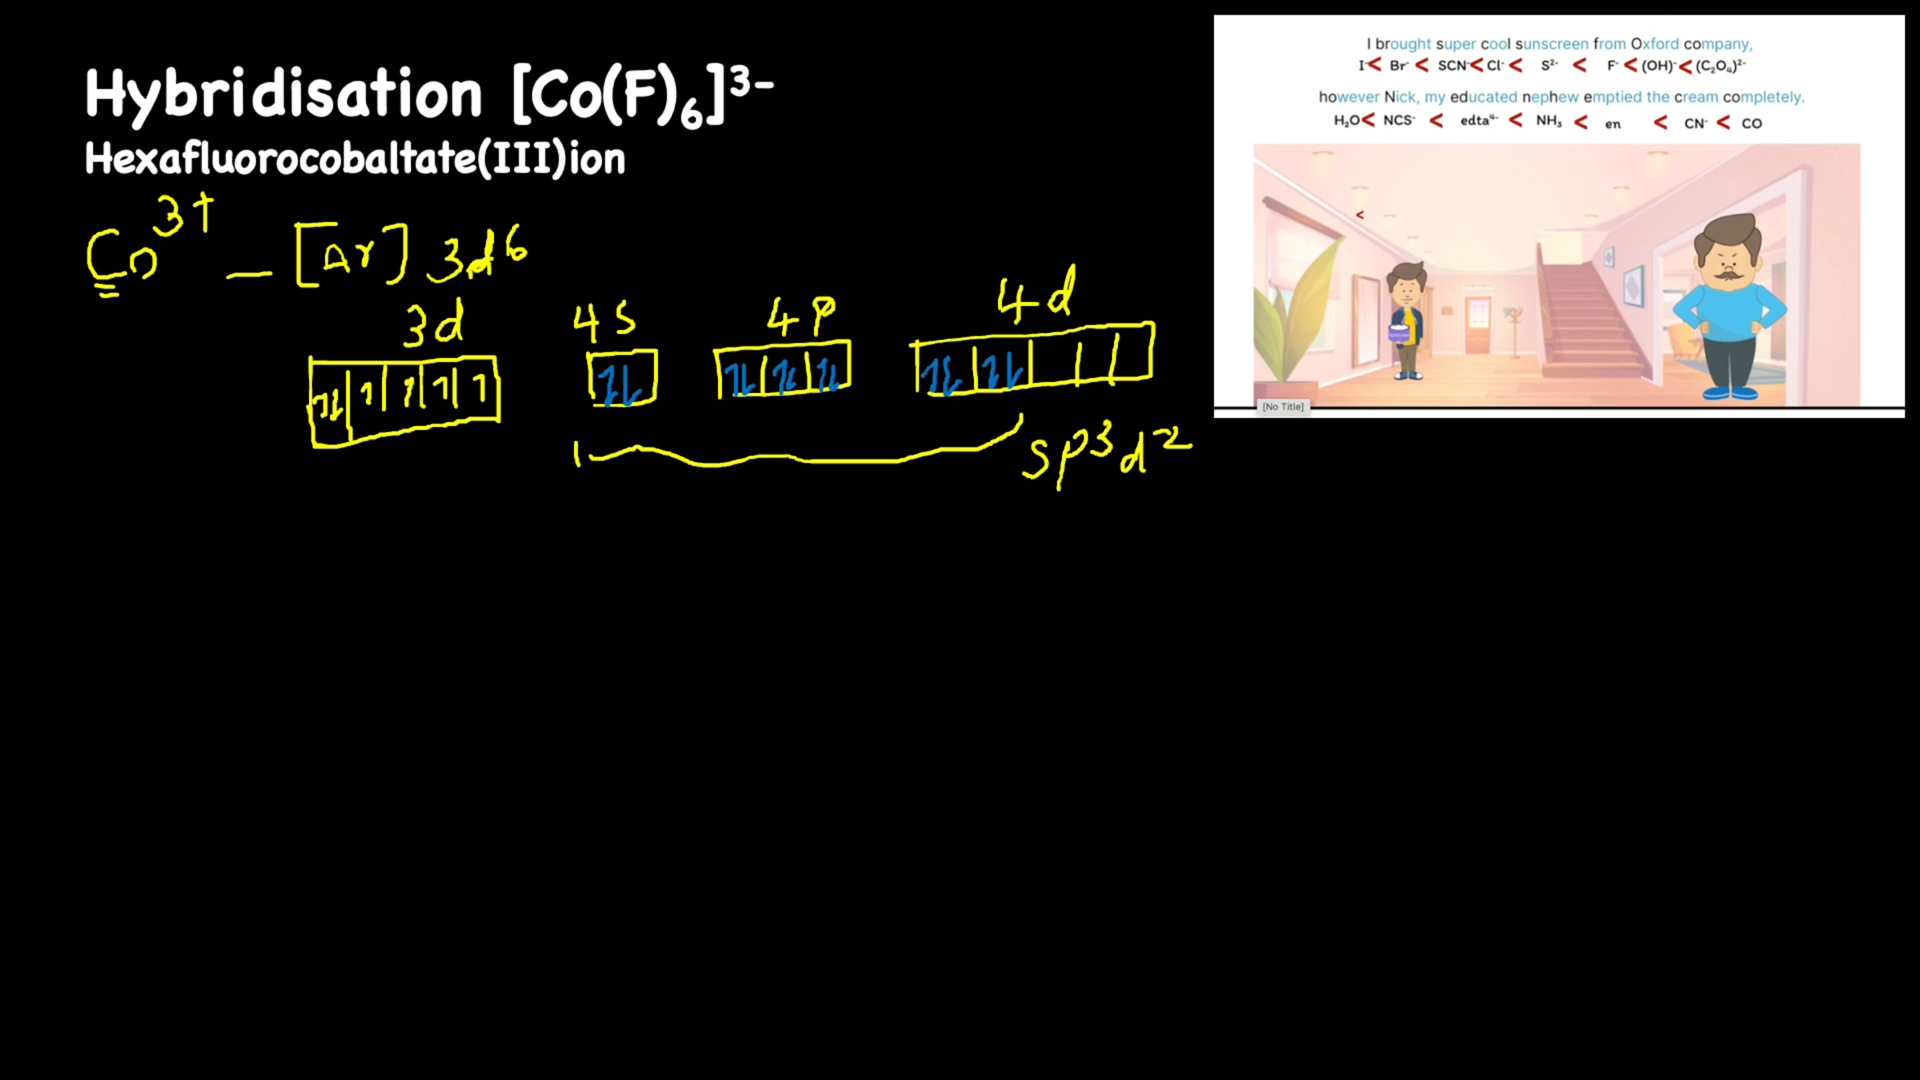 Hybridisation [Co(F)₆]³⁻
Hexafluorocobaltate(III)ion
Co³⁺ – [Ar] 3d⁶
3d 4s 4p 4d
sp³d²
I brought super cool sunscreen from Oxford company,
I⁻ < Br⁻ < SCN⁻ < Cl⁻ < S²⁻ < F⁻ < (OH)⁻ < (C₂O₄)²⁻
however Nick, my educated nephew emptied the cream completely.
H₂O < NCS⁻ < edta⁴⁻ < NH₃ < en < CN⁻ < CO
<
[No Title]